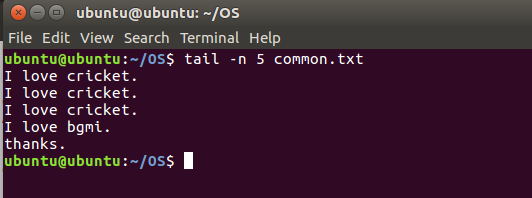 ubuntu@ubuntu: ~/OS
File Edit View Search Terminal Help
ubuntu@ubuntu:~/OS$ tail -n 5 common.txt
I love cricket.
I love cricket.
I love cricket.
I love bgmi.
thanks.
ubuntu@ubuntu:~/OS$